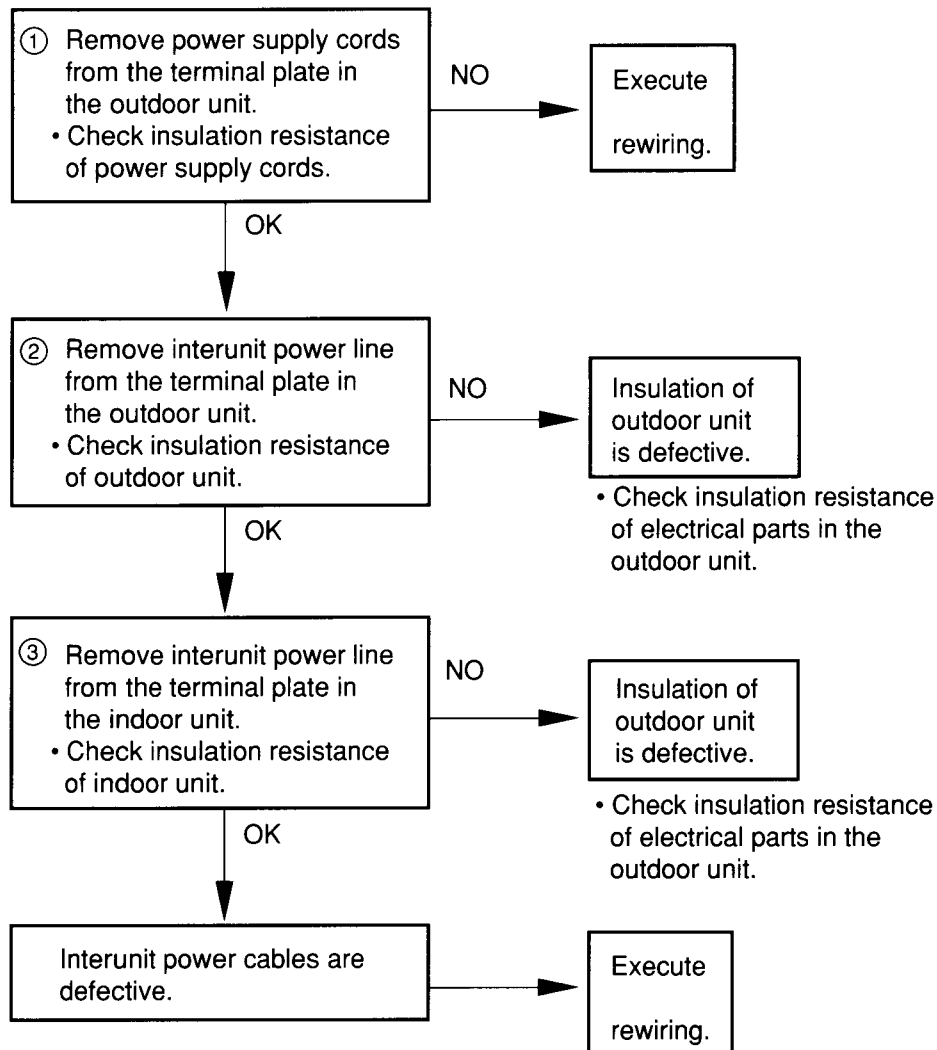 ① Remove power supply cords
from the terminal plate in
the outdoor unit.
• Check insulation resistance
of power supply cords.
NO
Execute
rewiring.
OK
② Remove interunit power line
from the terminal plate in
the outdoor unit.
• Check insulation resistance
of outdoor unit.
NO
Insulation of
outdoor unit
is defective.
• Check insulation resistance
of electrical parts in the
outdoor unit.
OK
③ Remove interunit power line
from the terminal plate in
the indoor unit.
• Check insulation resistance
of indoor unit.
NO
Insulation of
outdoor unit
is defective.
• Check insulation resistance
of electrical parts in the
outdoor unit.
OK
Interunit power cables are
defective.
Execute
rewiring.